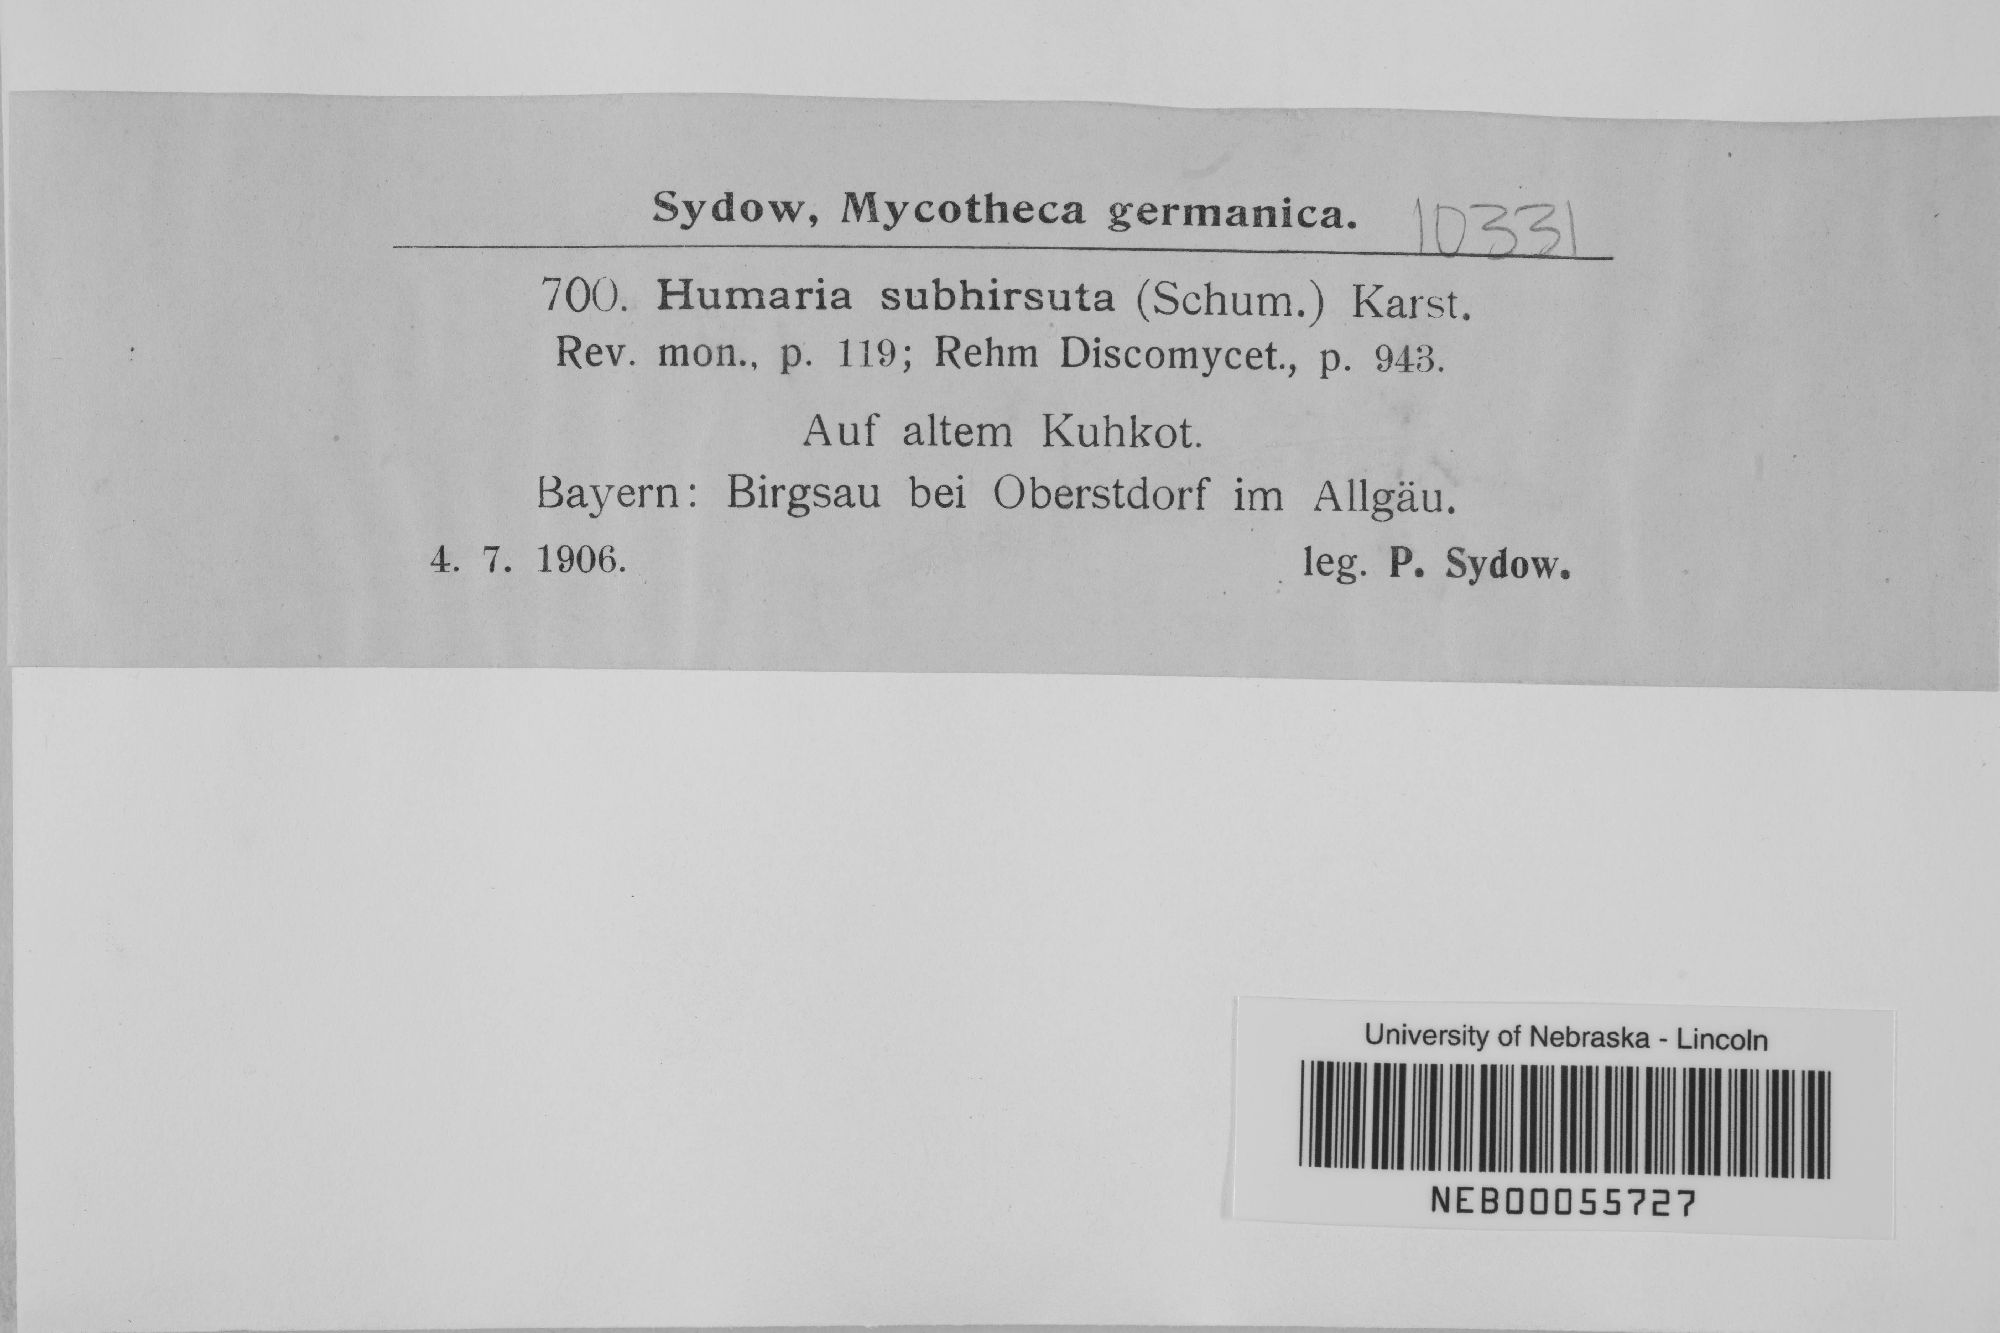 Sydow, Mycotheca germanica. 10331
700. Humaria subhirsuta (Schum.) Karst.
Rev. mon., p. 119; Rehm Discomycet., p. 943.
Auf altem Kuhkot.
Bayern: Birgsau bei Oberstdorf im Allgäu.
4. 7. 1906. leg. P. Sydow.
University of Nebraska - Lincoln
NEB00055727